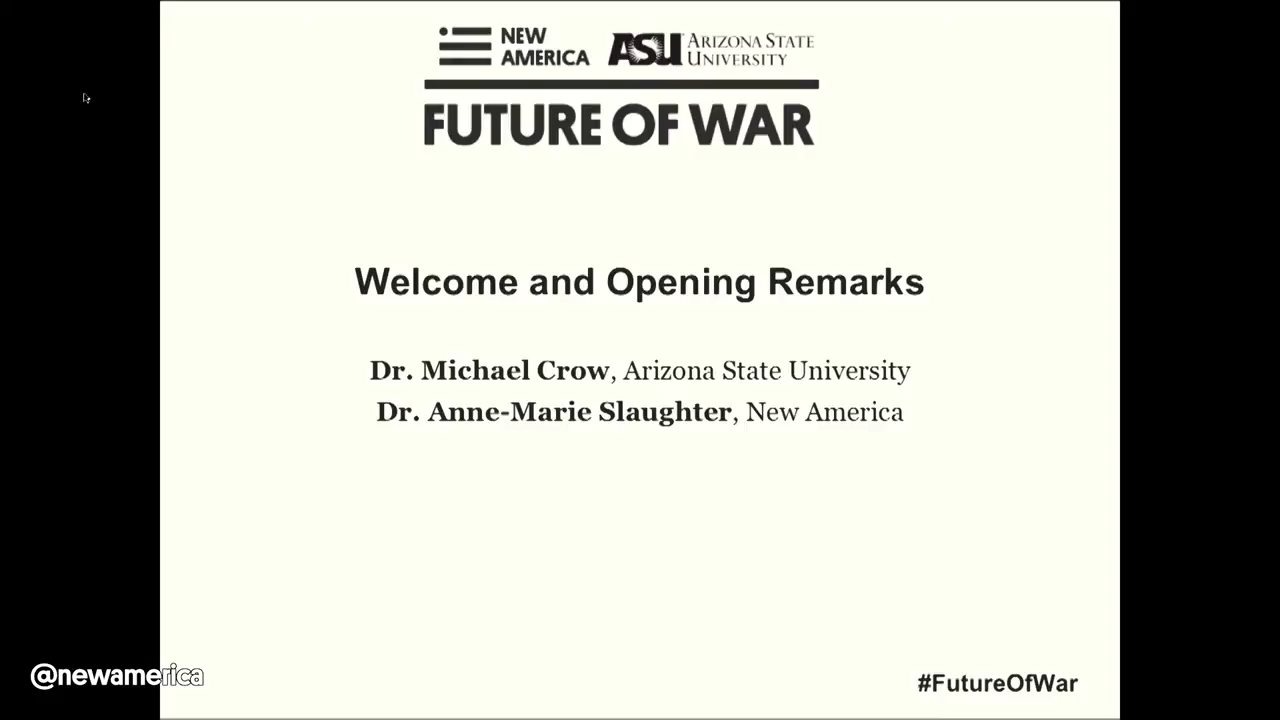 NEW
AMERICA
ASU ARIZONA STATE
UNIVERSITY
FUTURE OF WAR
Welcome and Opening Remarks
Dr. Michael Crow, Arizona State University
Dr. Anne-Marie Slaughter, New America
@newamerica
#FutureOfWar